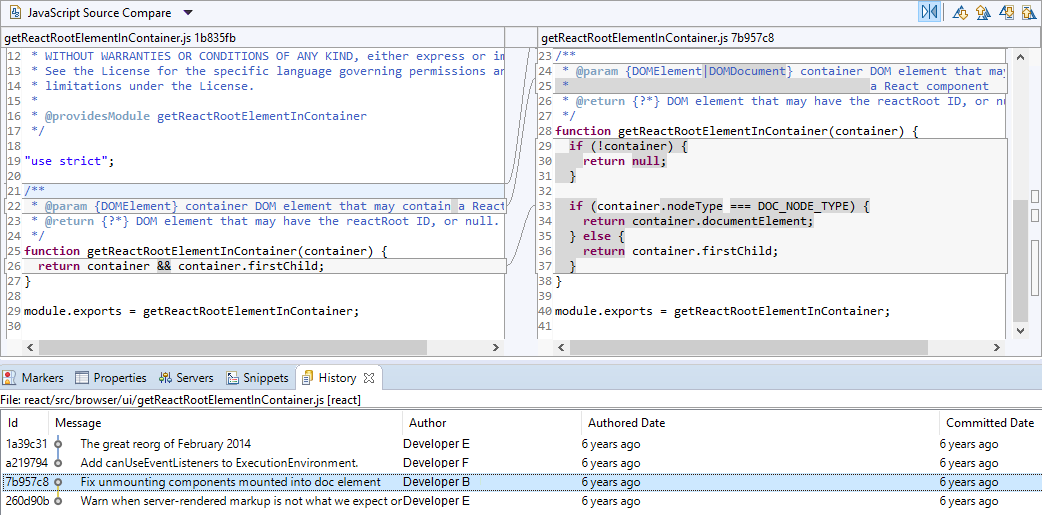 JavaScript Source Compare
getReactRootElementInContainer.js 1b835fb
12 * WITHOUT WARRANTIES OR CONDITIONS OF ANY KIND, either express or im
13 * See the License for the specific language governing permissions an
14 * limitations under the License.
15 *
16 * @providesModule getReactRootElementInContainer
17 */
18
19 "use strict";
20
21 /**
22 * @param {DOMElement} container DOM element that may contain a React
23 * @return {?*} DOM element that may have the reactRoot ID, or null.
24 */
25 function getReactRootElementInContainer(container) {
26 return container && container.firstChild;
27 }
28
29 module.exports = getReactRootElementInContainer;
30
getReactRootElementInContainer.js 7b957c8
23 /**
24 * @param {DOMElement|DOMDocument} container DOM element that may
25 * a React component
26 * @return {?*} DOM element that may have the reactRoot ID, or nu
27 */
28 function getReactRootElementInContainer(container) {
29 if (!container) {
30 return null;
31 }
32
33 if (container.nodeType === DOC_NODE_TYPE) {
34 return container.documentElement;
35 } else {
36 return container.firstChild;
37 }
38 }
39
40 module.exports = getReactRootElementInContainer;
41
Markers Properties Servers Snippets History
File: react/src/browser/ui/getReactRootElementInContainer.js [react]
Id Message Author Authored Date Committed Date
1a39c31 The great reorg of February 2014 Developer E 6 years ago 6 years ago
a219794 Add canUseEventListeners to ExecutionEnvironment. Developer F 6 years ago 6 years ago
7b957c8 Fix unmounting components mounted into doc element Developer B 6 years ago 6 years ago
260d90b Warn when server-rendered markup is not what we expect or Developer E 6 years ago 6 years ago